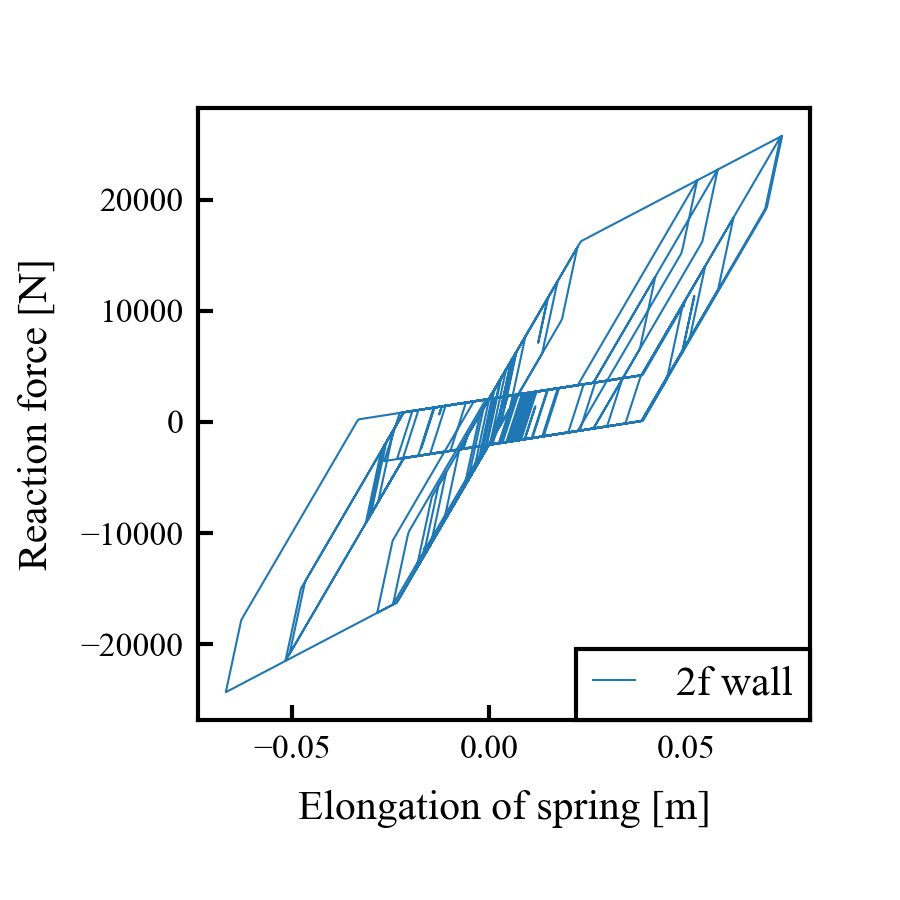 Reaction force [N]
20000
10000
0
−10000
−20000
2f wall
−0.05 0.00 0.05
Elongation of spring [m]